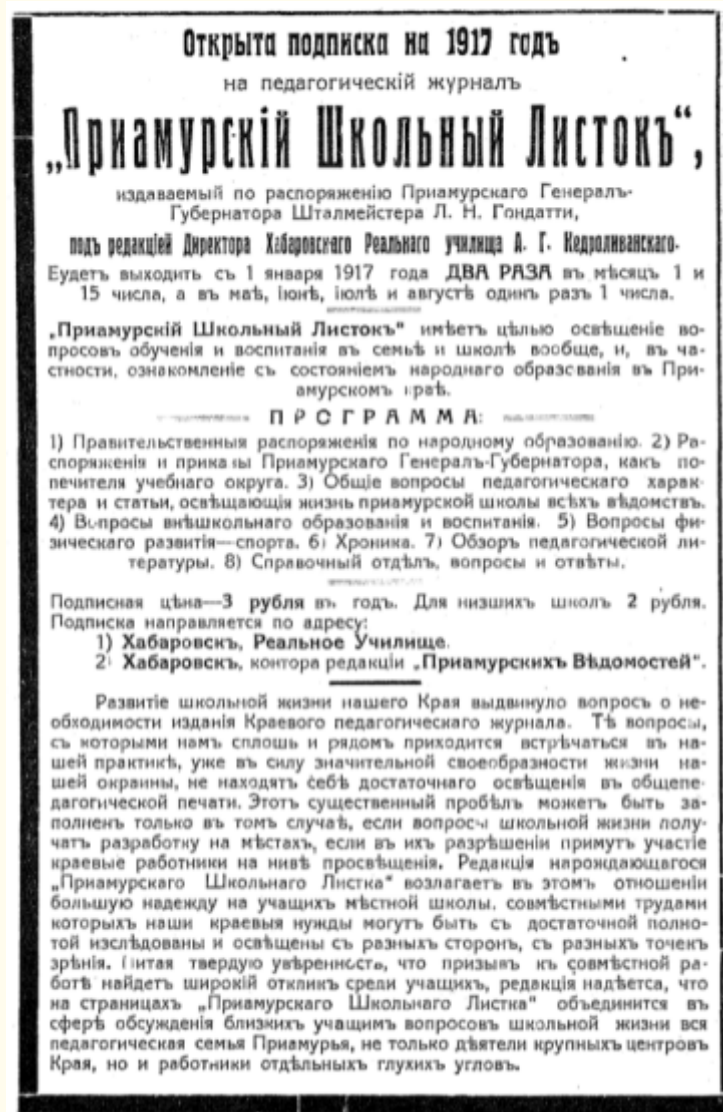 Открыта подписка на 1917 годъ
на педагогическій журналъ
„Приамурскій Школьный Листокъ“,
издаваемый по распоряженію Приамурскаго Генералъ-
Губернатора Шталмейстера Л. Н. Гондатти,
подъ редакціей Директора Хабаровскаго Реальнаго училища А. Г. Кедроливанскаго.
Будетъ выходить съ 1 января 1917 года ДВА РАЗА въ мѣсяцъ 1 и
15 числа, а въ маѣ, іюнѣ, іюлѣ и августѣ одинъ разъ 1 числа.
„Приамурскій Школьный Листокъ“ имѣетъ цѣлью освѣщеніе во-
просовъ обученія и воспитанія въ семьѣ и школѣ вообще, и, въ ча-
стности, ознакомленіе съ состояніемъ народнаго образованія въ При-
амурскомъ краѣ.
ПРОГРАММА:
1) Правительственныя распоряженія по народному образованію. 2) Ра-
споряженія и приказы Приамурскаго Генералъ-Губернатора, какъ по-
печителя учебнаго округа. 3) Общіе вопросы педагогическаго харак-
тера и статьи, освѣщающія жизнь приамурской школы всѣхъ вѣдомствъ.
4) Вопросы внѣшкольнаго образованія и воспитанія. 5) Вопросы фи-
зическаго развитія—спорта. 6) Хроника. 7) Обзоръ педагогической ли-
тературы. 8) Справочный отдѣлъ, вопросы и отвѣты.
Подписная цѣна—3 рубля въ годъ. Для низшихъ школъ 2 рубля.
Подписка направляется по адресу:
1) Хабаровскъ, Реальное Училище.
2) Хабаровскъ, контора редакціи „Приамурскихъ Вѣдомостей“.
Развитіе школьной жизни нашего Края выдвинуло вопросъ о не-
обходимости изданія Краевого педагогическаго журнала. Тѣ вопросы,
съ которыми намъ сплошь и рядомъ приходится встрѣчаться въ на-
шей практикѣ, уже въ силу значительной своеобразности жизни на-
шей окраины, не находятъ себѣ достаточнаго освѣщенія въ общепе-
дагогической печати. Этотъ существенный пробѣлъ можетъ быть за-
полненъ только въ томъ случаѣ, если вопросы школьной жизни полу-
чатъ разработку на мѣстахъ, если въ ихъ разрѣшеніи примутъ участіе
краевые работники на нивѣ просвѣщенія. Редакція нарождающагося
„Приамурскаго Школьнаго Листка“ возлагаетъ въ этомъ отношеніи
большую надежду на учащихъ мѣстной школы, совмѣстными трудами
которыхъ наши краевыя нужды могутъ быть съ достаточной полно-
той изслѣдованы и освѣщены съ разныхъ сторонъ, съ разныхъ точекъ
зрѣнія. Питая твердую увѣренность, что призывъ къ совмѣстной ра-
ботѣ найдетъ широкій откликъ среди учащихъ, редакція надѣется, что
на страницахъ „Приамурскаго Школьнаго Листка“ объединится въ
сферѣ обсужденія близкихъ учащимъ вопросовъ школьной жизни вся
педагогическая семья Приамурья, не только дѣятели крупныхъ центровъ
Края, но и работники отдѣльныхъ глухихъ угловъ.